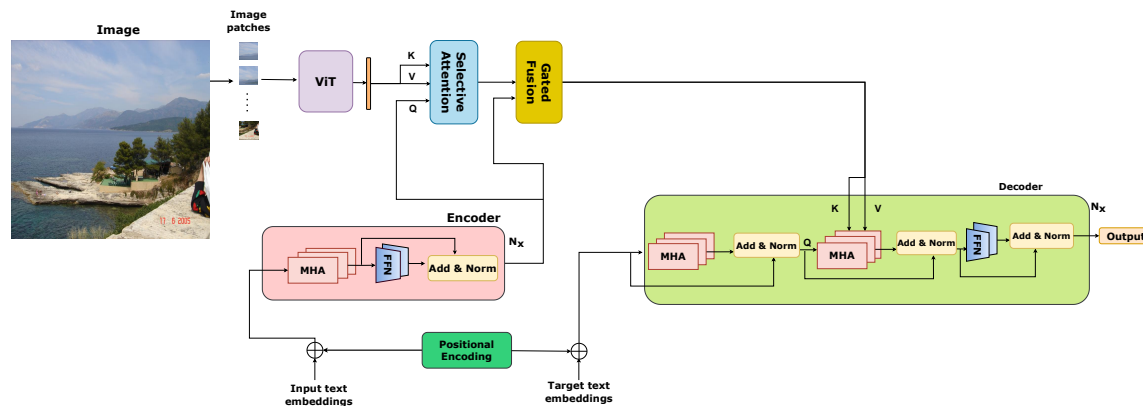 Image
Image
patches
ViT
K
V
Q
Selective
Attention
Gated
Fusion
Encoder
Nx
MHA
FFN
Add & Norm
Positional
Encoding
Input text
embeddings
Target text
embeddings
Decoder
Nx
K
V
MHA
Add & Norm
Q
MHA
Add & Norm
FFN
Add & Norm
Output
11 6 2005